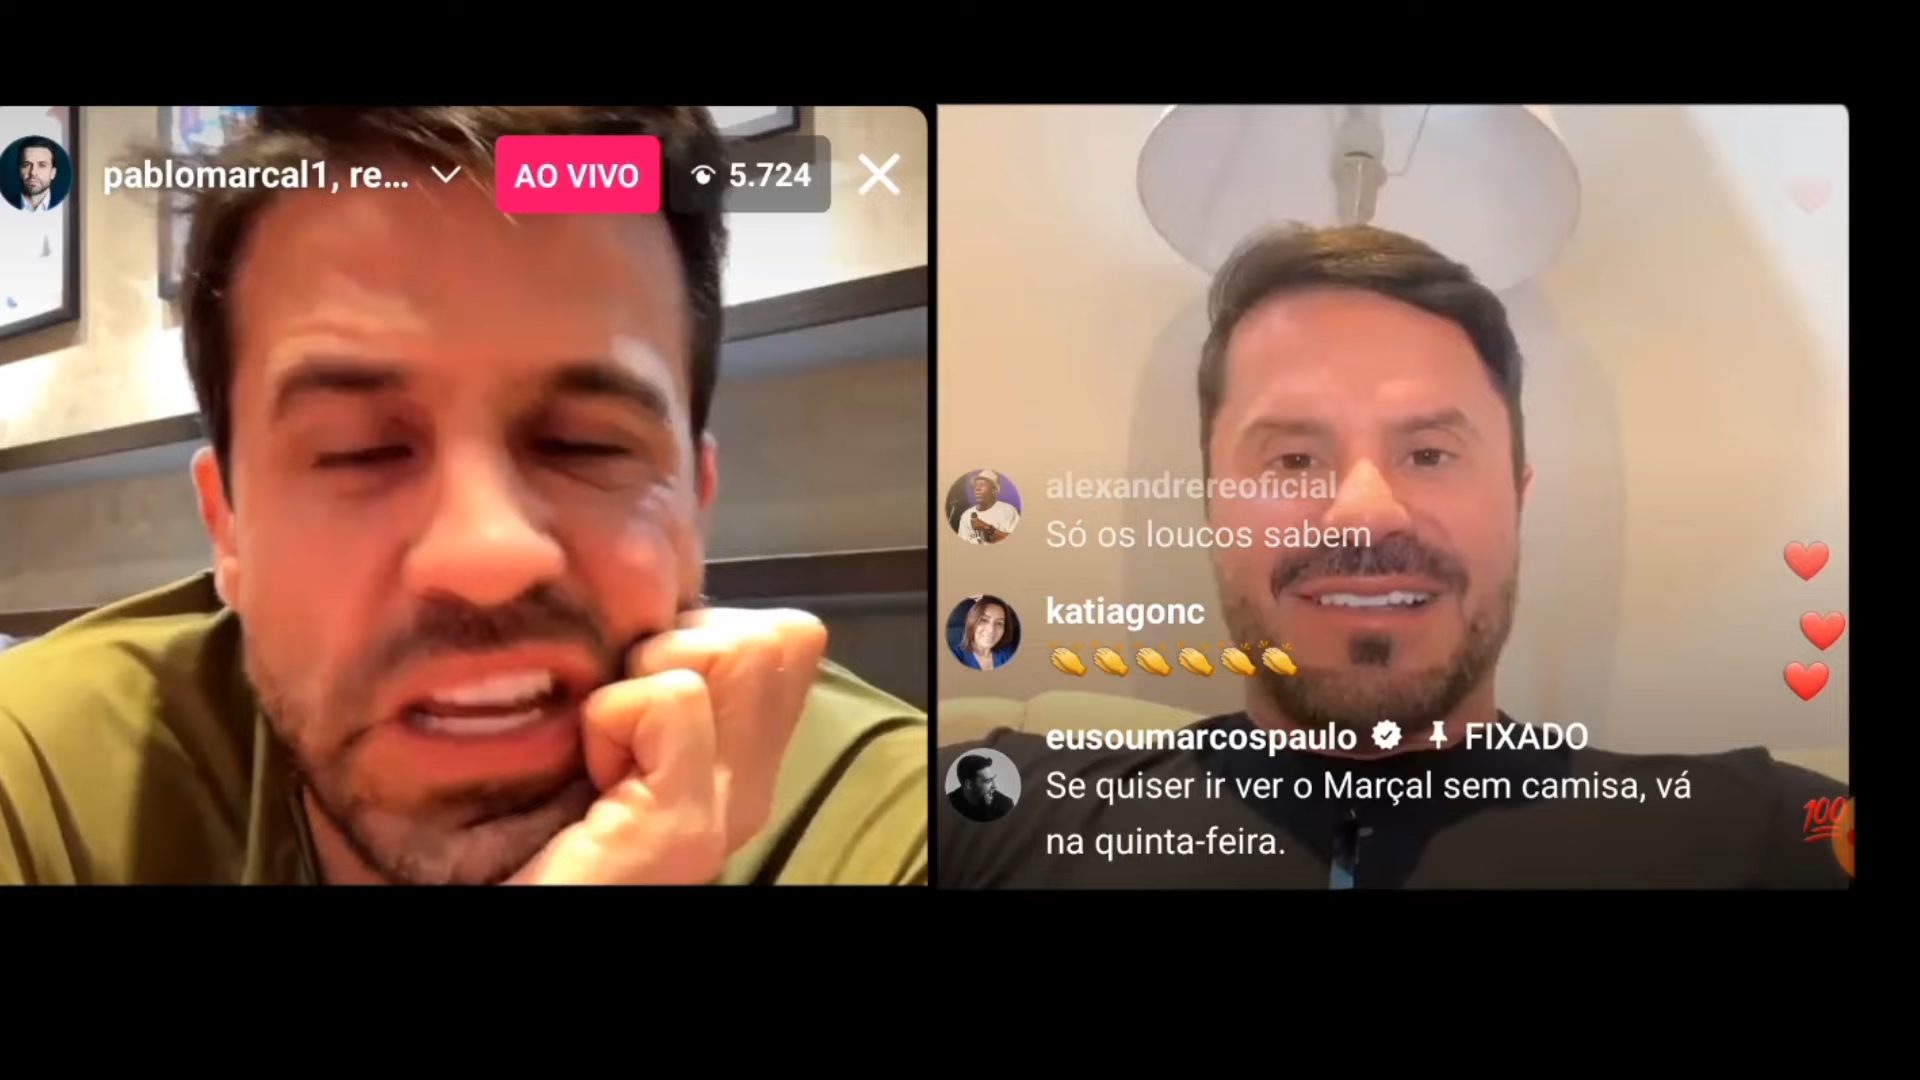 pablomarcal1, re...
AO VIVO
5.724
alexandrereoficial
Só os loucos sabem
katiagonc
👏👏👏👏👏👏
eusoumarcospaulo FIXADO
Se quiser ir ver o Marçal sem camisa, vá
na quinta-feira.
💯